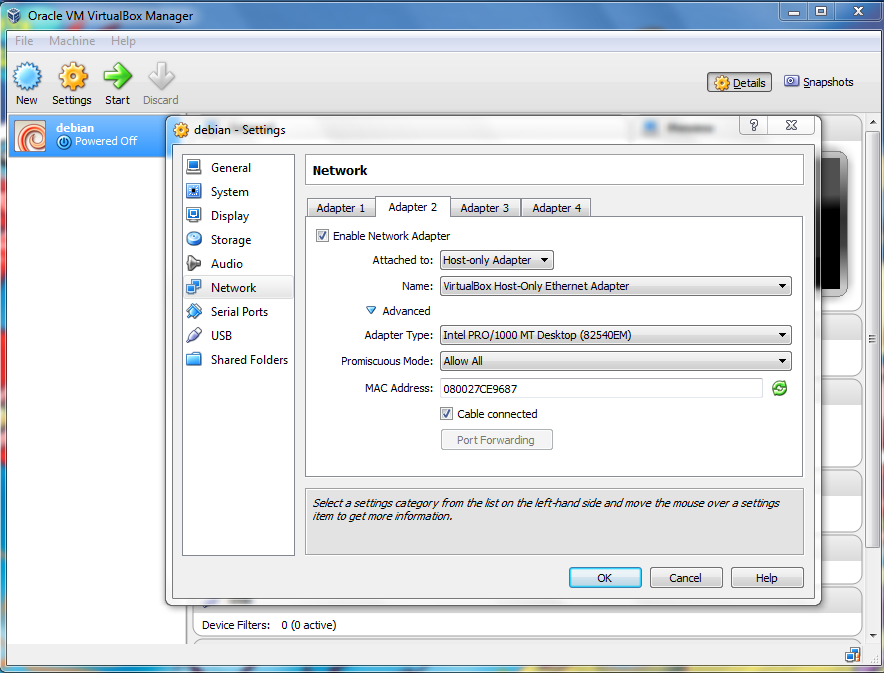 Oracle VM VirtualBox Manager
File Machine Help
New Settings Start Discard
Details Snapshots
debian
Powered Off
debian - Settings
General
System
Display
Storage
Audio
Network
Serial Ports
USB
Shared Folders
Network
Adapter 1 Adapter 2 Adapter 3 Adapter 4
Enable Network Adapter
Attached to: Host-only Adapter
Name: VirtualBox Host-Only Ethernet Adapter
Advanced
Adapter Type: Intel PRO/1000 MT Desktop (82540EM)
Promiscuous Mode: Allow All
MAC Address: 080027CE9687
Cable connected
Port Forwarding
Select a settings category from the list on the left-hand side and move the mouse over a settings
item to get more information.
OK Cancel Help
Device Filters: 0 (0 active)